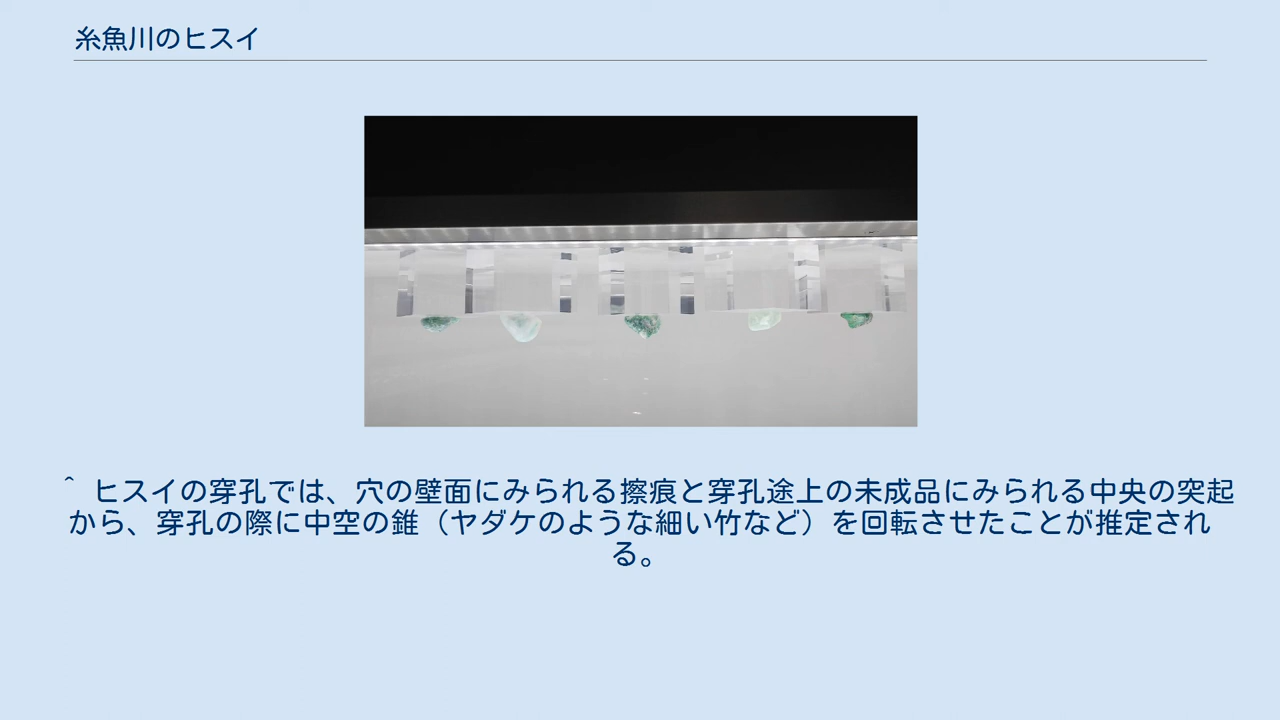 糸魚川のヒスイ
^ ヒスイの穿孔では、穴の壁面にみられる擦痕と穿孔途上の未成品にみられる中央の突起
から、穿孔の際に中空の錐（ヤダケのような細い竹など）を回転させたことが推定され
る。